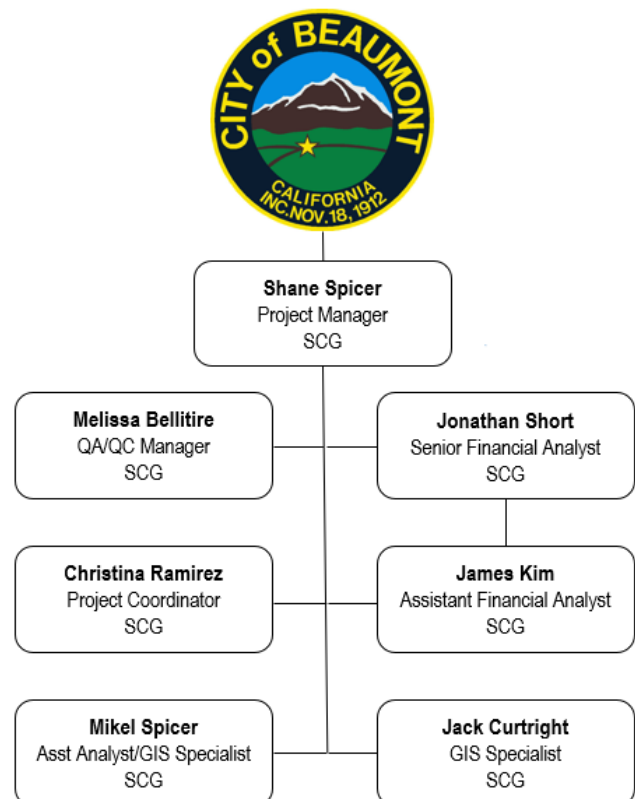 CITY of BEAUMONT
CALIFORNIA
INC.NOV.18, 1912
Shane Spicer
Project Manager
SCG
Melissa Bellitire
QA/QC Manager
SCG
Jonathan Short
Senior Financial Analyst
SCG
Christina Ramirez
Project Coordinator
SCG
James Kim
Assistant Financial Analyst
SCG
Mikel Spicer
Asst Analyst/GIS Specialist
SCG
Jack Curtright
GIS Specialist
SCG